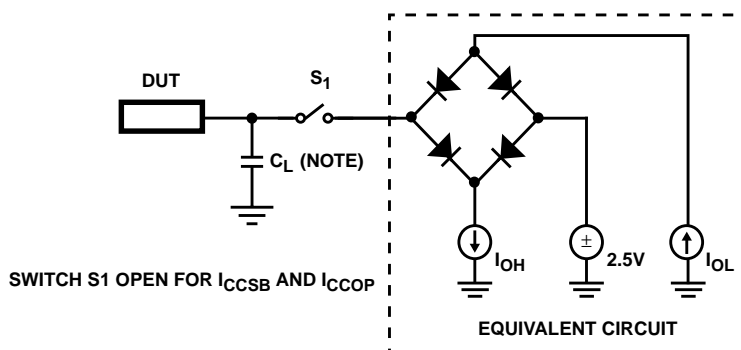 DUT
S1
CL (NOTE)
IOH
±
2.5V
IOL
SWITCH S1 OPEN FOR ICCSB AND ICCOP
EQUIVALENT CIRCUIT